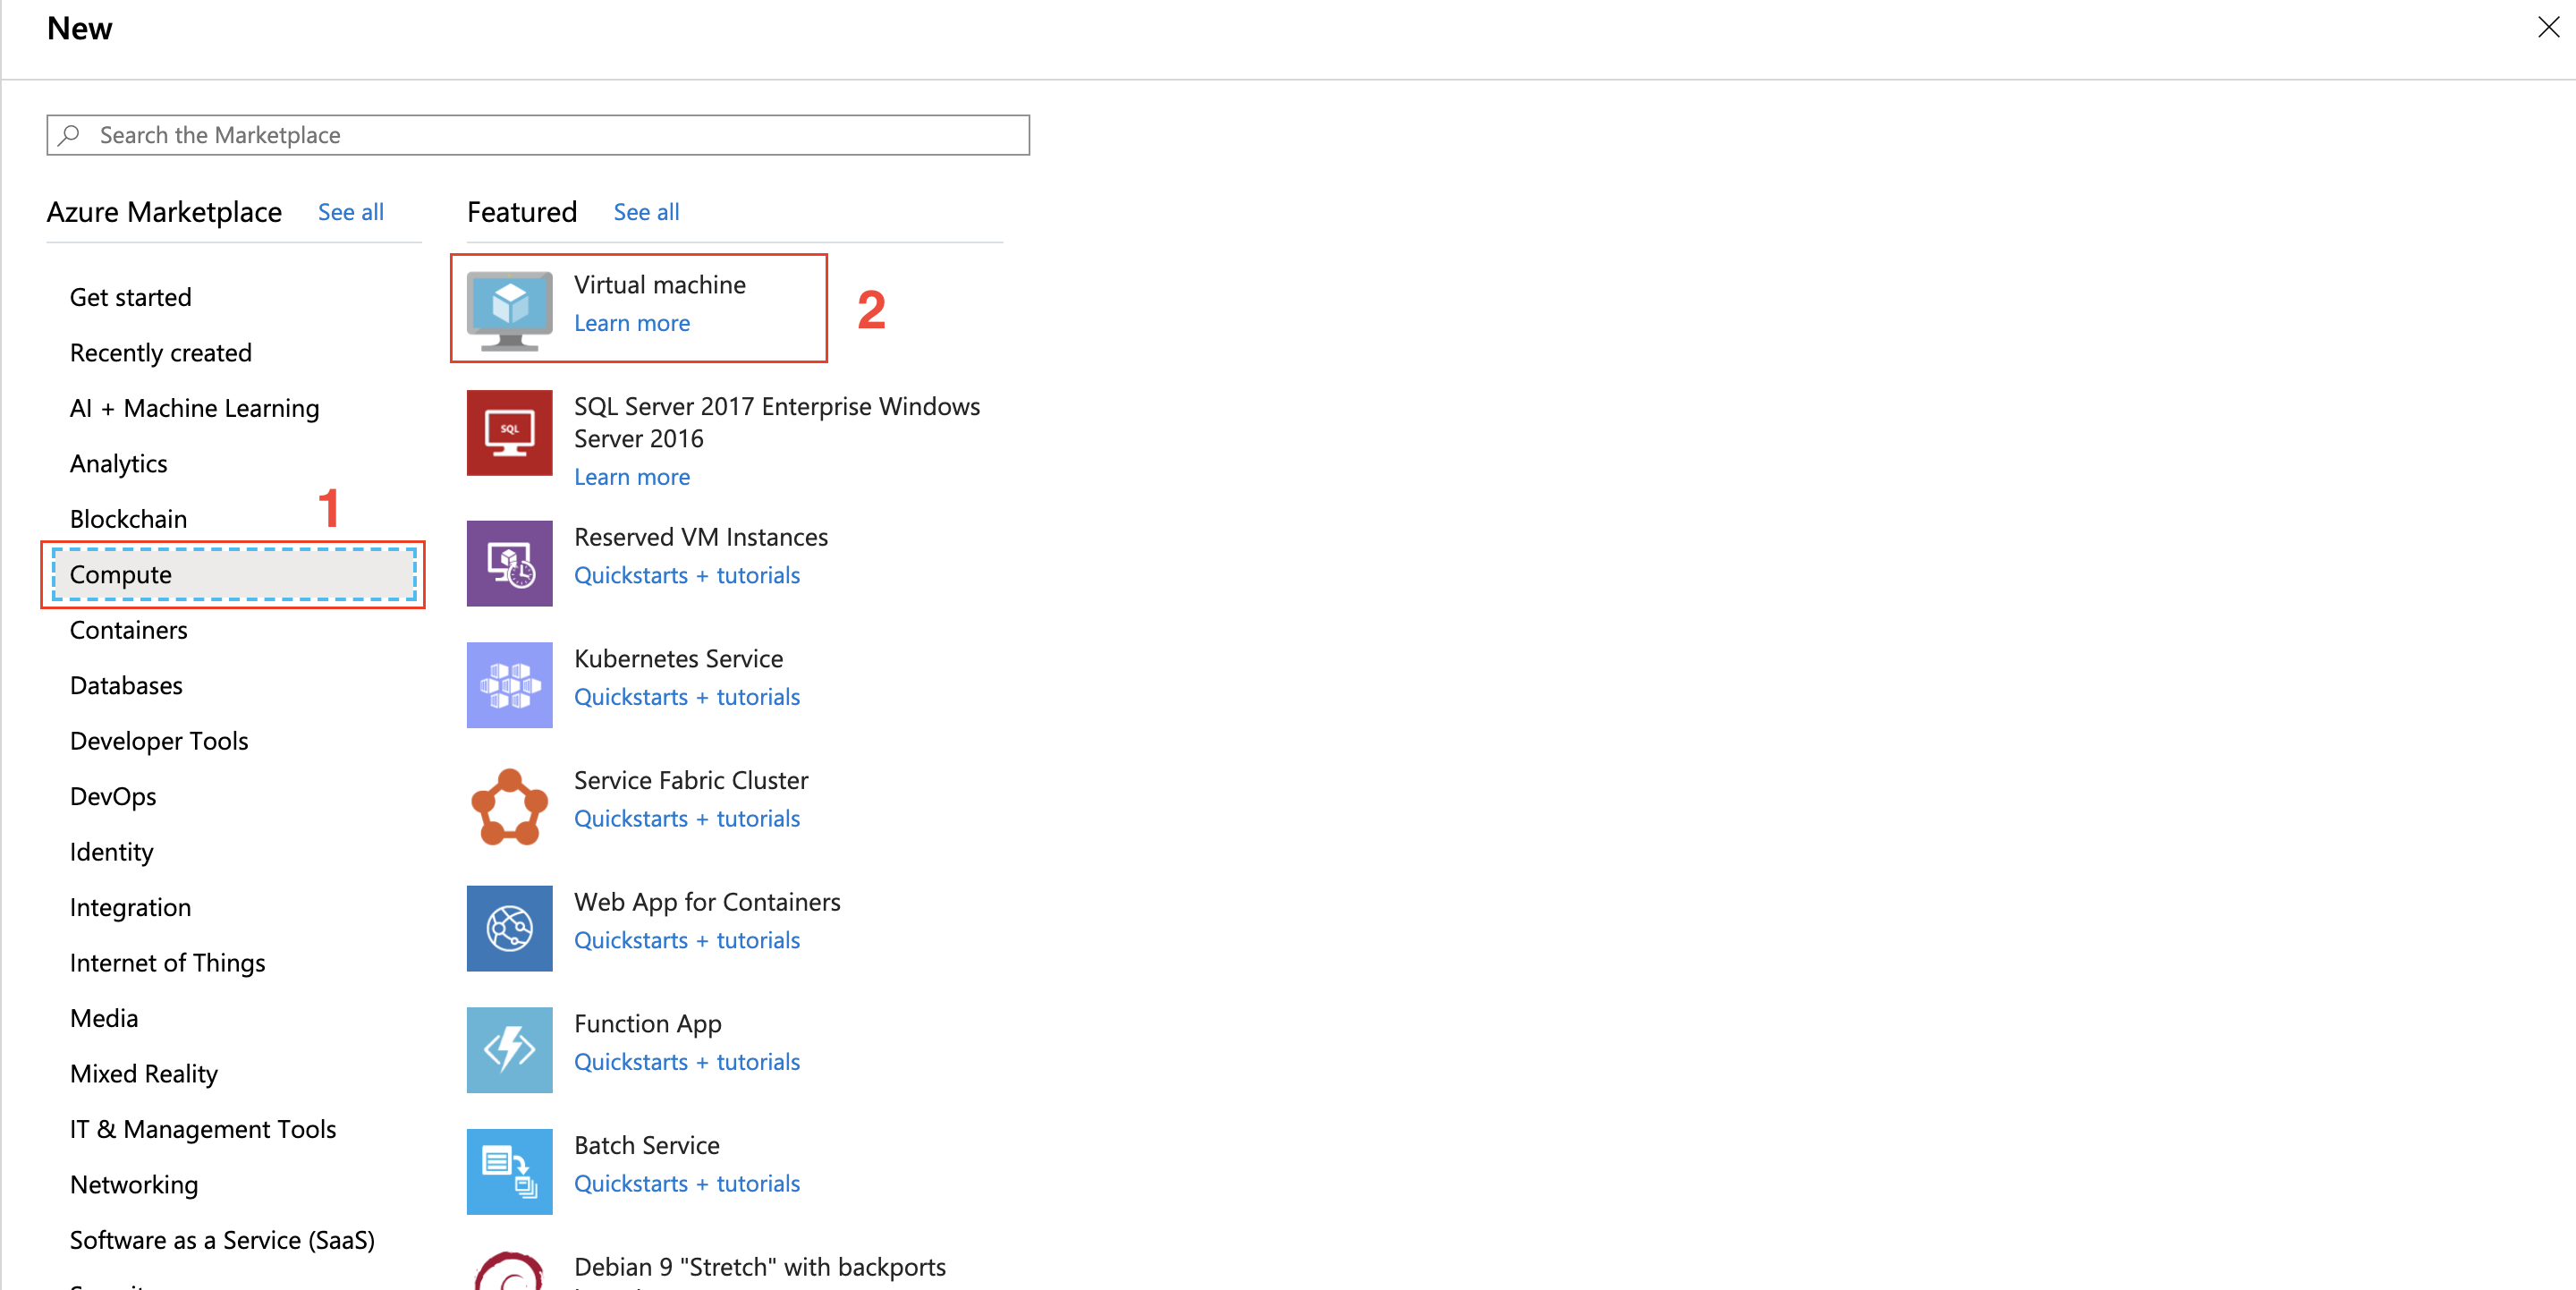 New
Search the Marketplace
Azure Marketplace See all
Get started
Recently created
AI + Machine Learning
Analytics
Blockchain
1
Compute
Containers
Databases
Developer Tools
DevOps
Identity
Integration
Internet of Things
Media
Mixed Reality
IT & Management Tools
Networking
Software as a Service (SaaS)
Featured See all
Virtual machine
Learn more
2
SQL
SQL Server 2017 Enterprise Windows
Server 2016
Learn more
Reserved VM Instances
Quickstarts + tutorials
Kubernetes Service
Quickstarts + tutorials
Service Fabric Cluster
Quickstarts + tutorials
Web App for Containers
Quickstarts + tutorials
Function App
Quickstarts + tutorials
Batch Service
Quickstarts + tutorials
Debian 9 "Stretch" with backports